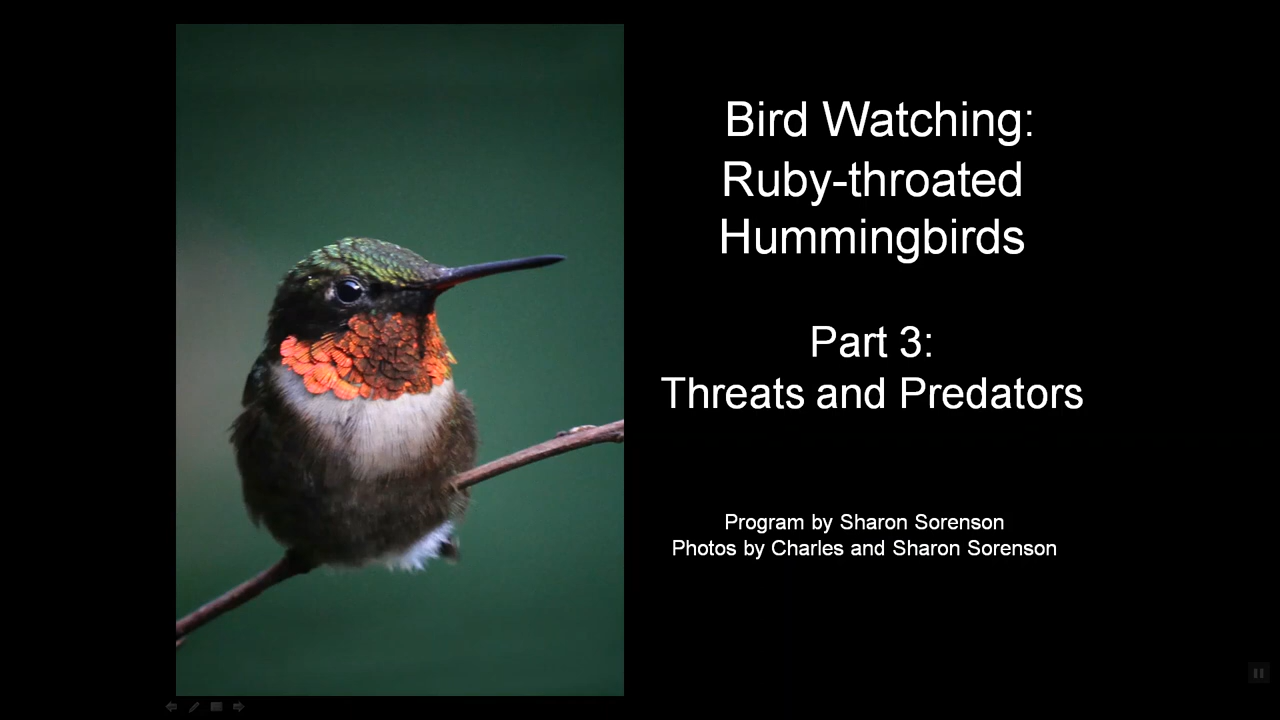 Bird Watching:
Ruby-throated
Hummingbirds
Part 3:
Threats and Predators
Program by Sharon Sorenson
Photos by Charles and Sharon Sorenson